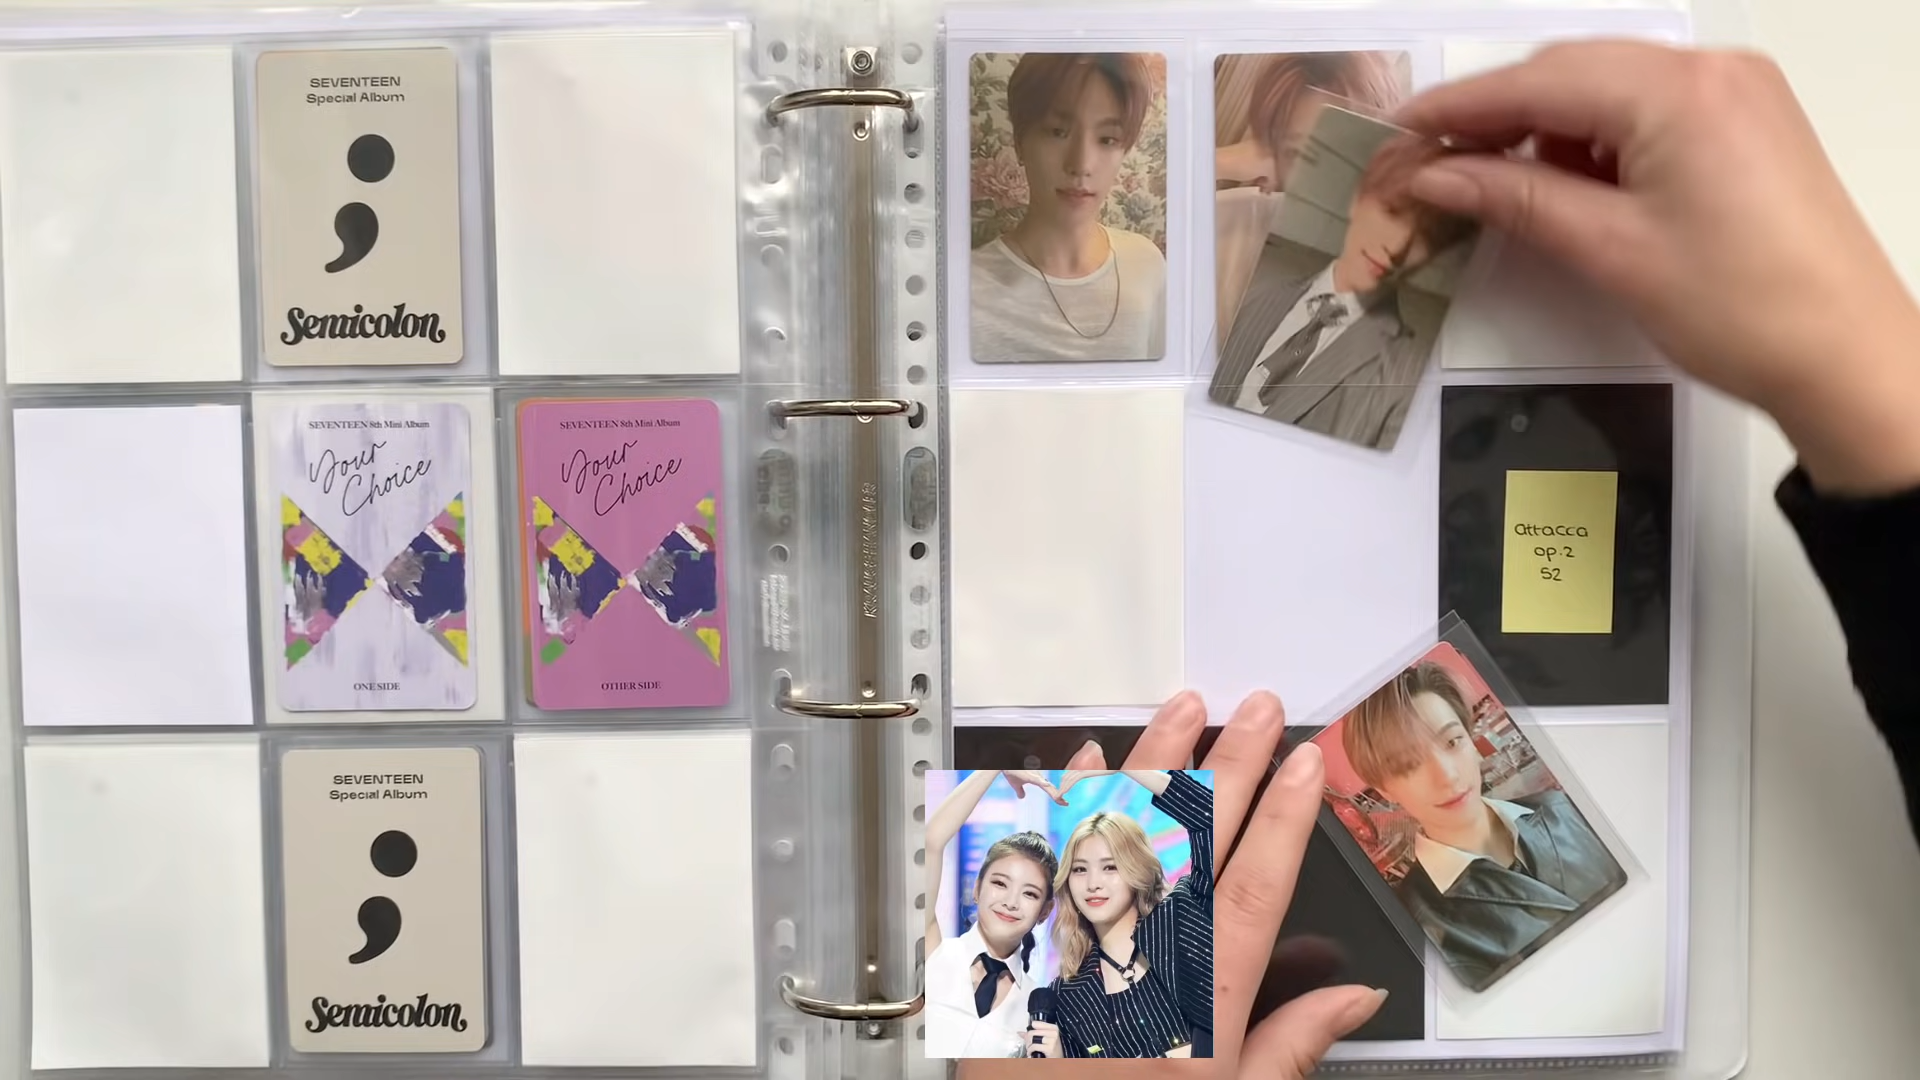 SEVENTEEN
Special Album
Semicolon
SEVENTEEN 8th Mini Album
Your
Choice
ONE SIDE
SEVENTEEN 8th Mini Album
Your
Choice
OTHER SIDE
SEVENTEEN
Special Album
Semicolon
attacca
op.2
S2